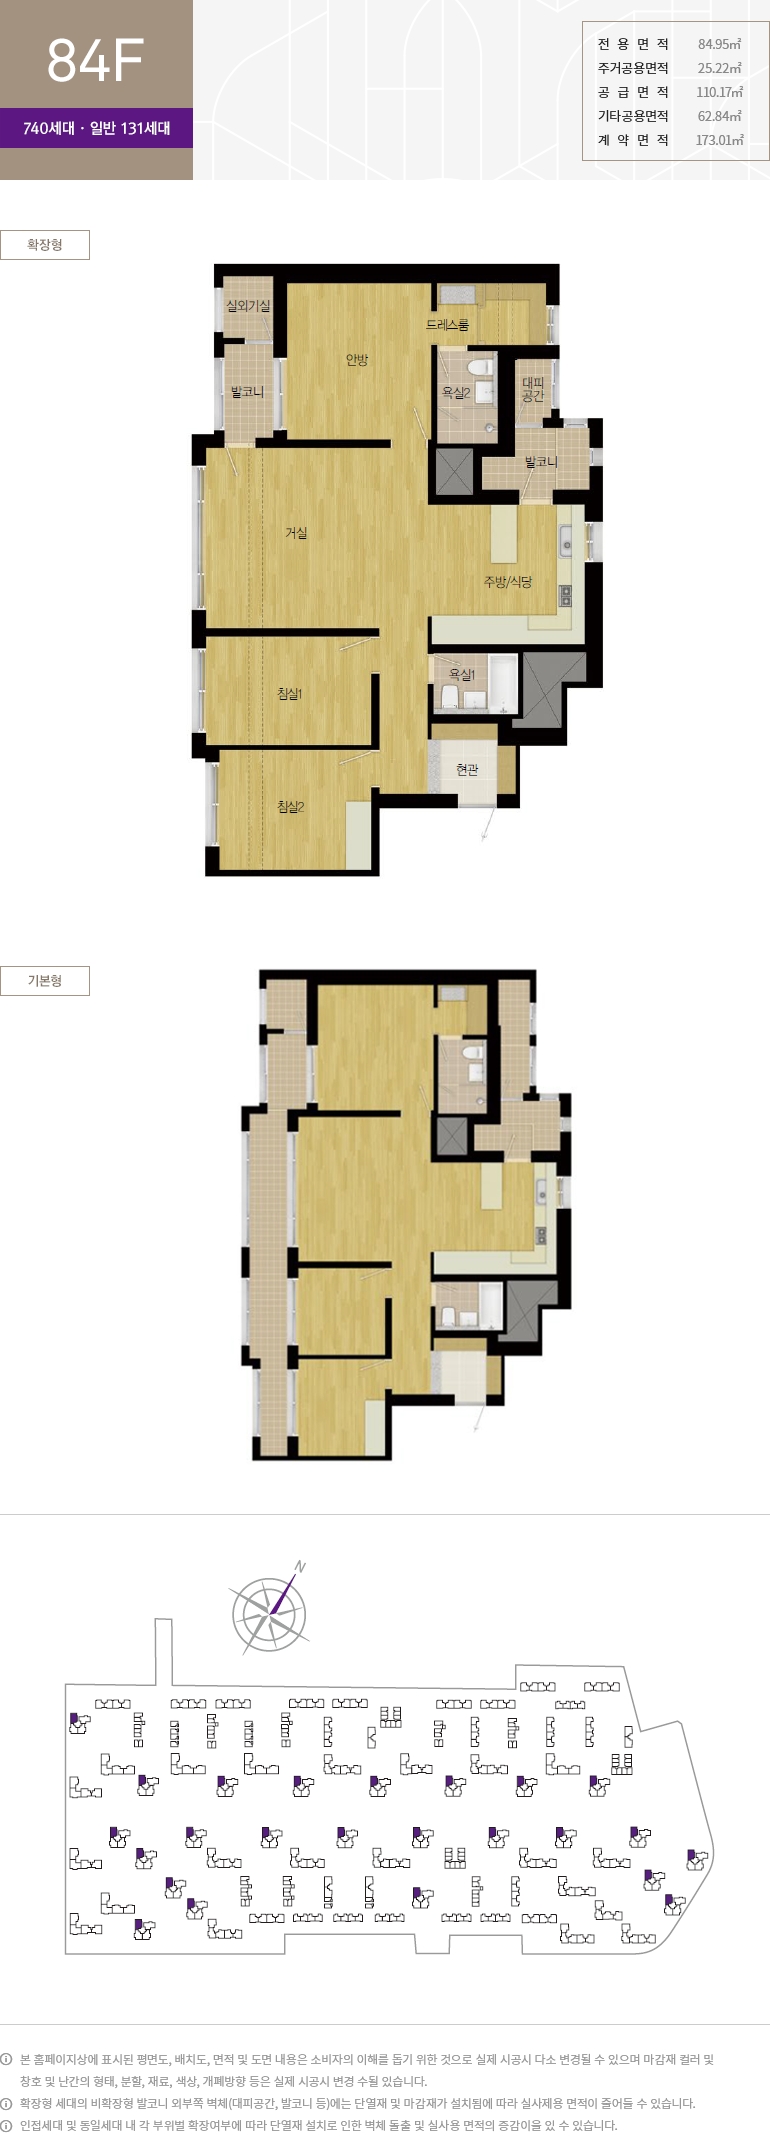 84F
740세대 · 일반 131세대
전 용 면 적 84.95㎡
주거공용면적 25.22㎡
공 급 면 적 110.17㎡
기타공용면적 62.84㎡
계 약 면 적 173.01㎡
확장형
실외기실
드레스룸
안방
대피
공간
발코니
욕실2
발코니
거실
주방/식당
욕실1
침실1
현관
침실2
기본형
N
본 홈페이지상에 표시된 평면도, 배치도, 면적 및 도면 내용은 소비자의 이해를 돕기 위한 것으로 실제 시공시 다소 변경될 수 있으며 마감재 컬러 및
창호 및 난간의 형태, 분할, 재료, 색상, 개폐방향 등은 실제 시공시 변경 수될 있습니다.
확장형 세대의 비확장형 발코니 외부쪽 벽체(대피공간, 발코니 등)에는 단열재 및 마감재가 설치됨에 따라 실사제용 면적이 줄어들 수 있습니다.
인접세대 및 동일세대 내 각 부위별 확장여부에 따라 단열재 설치로 인한 벽체 돌출 및 실사용 면적의 증감이을 있 수 있습니다.